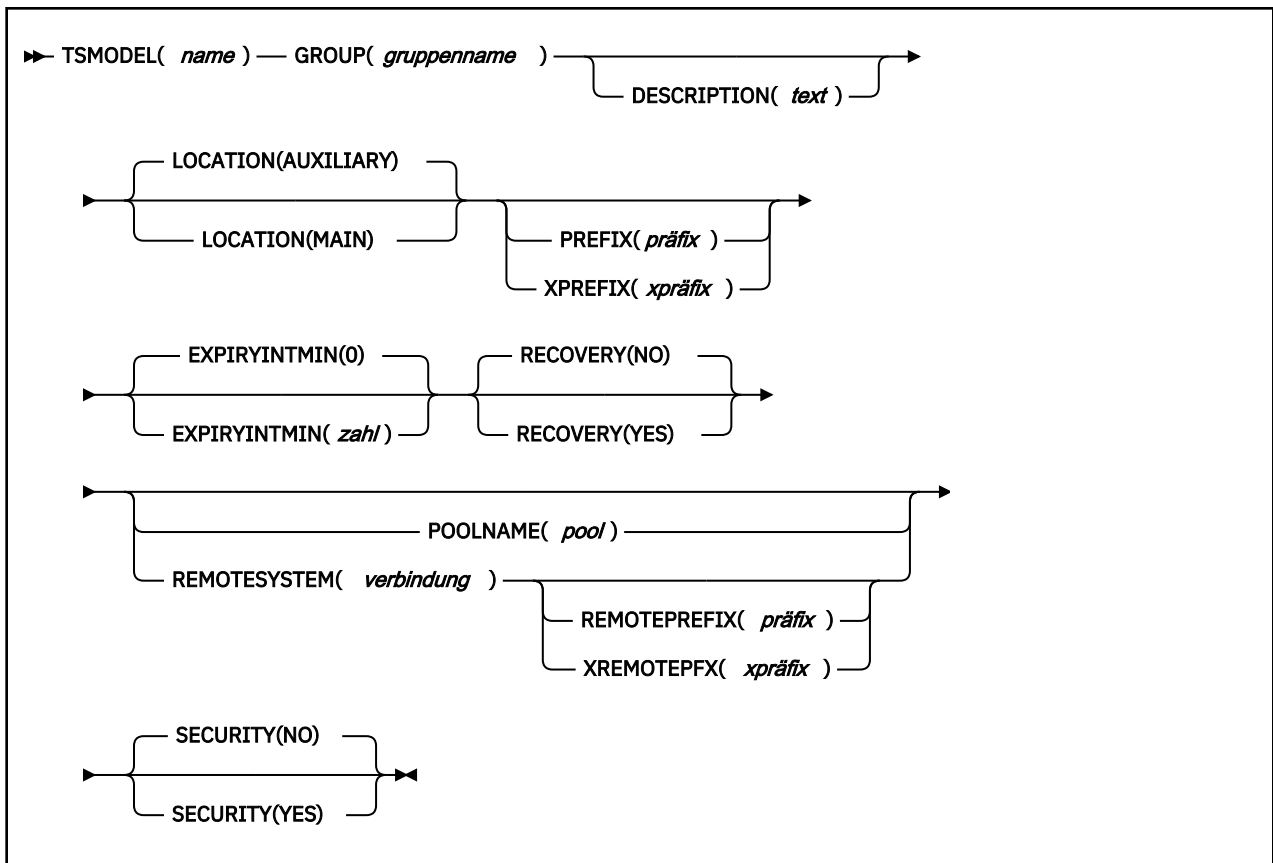 TSMODEL( name ) GROUP( gruppenname )
DESCRIPTION( text )
LOCATION(AUXILIARY)
LOCATION(MAIN)
PREFIX( präfix )
XPREFIX( xpräfix )
EXPIRYINTMIN(0)
EXPIRYINTMIN( zahl )
RECOVERY(NO)
RECOVERY(YES)
POOLNAME( pool )
REMOTESYSTEM( verbindung )
REMOTEPREFIX( präfix )
XREMOTEPFX( xpräfix )
SECURITY(NO)
SECURITY(YES)